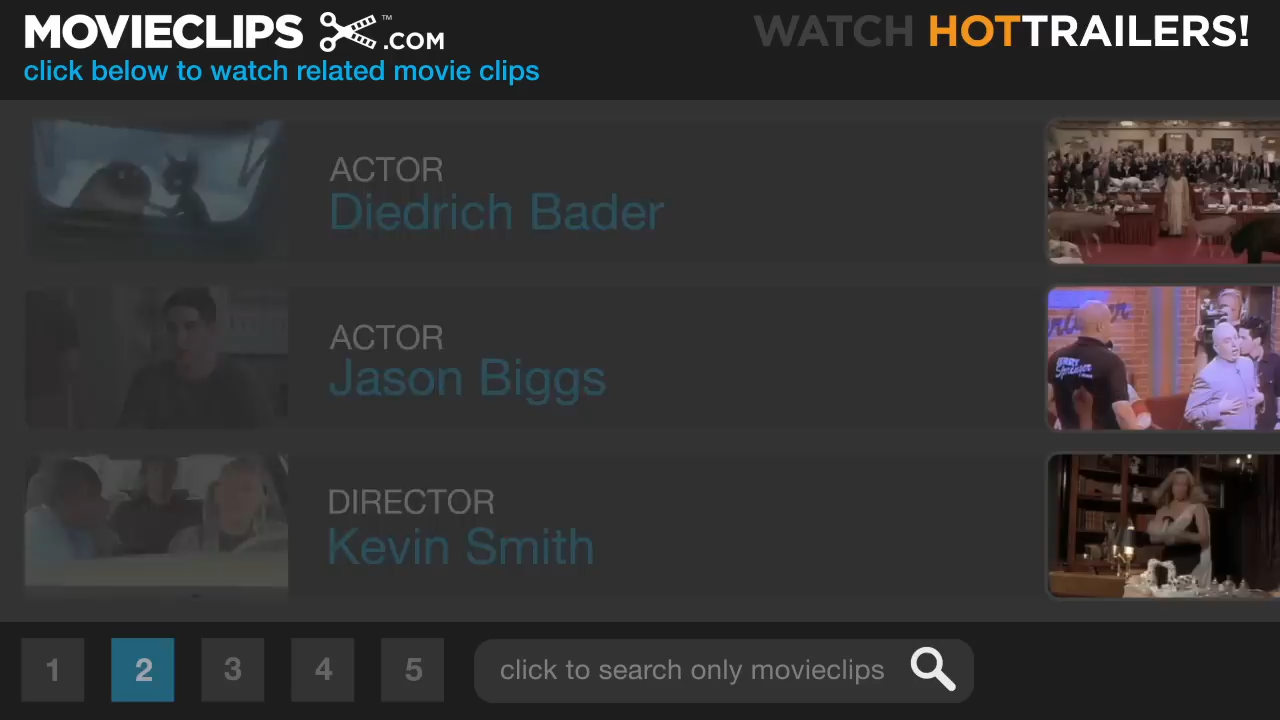 MOVIECLIPS ™.COM
WATCH HOTTRAILERS!
click below to watch related movie clips
ACTOR
Diedrich Bader
ACTOR
Jason Biggs
DIRECTOR
Kevin Smith
1 2 3 4 5
click to search only movieclips